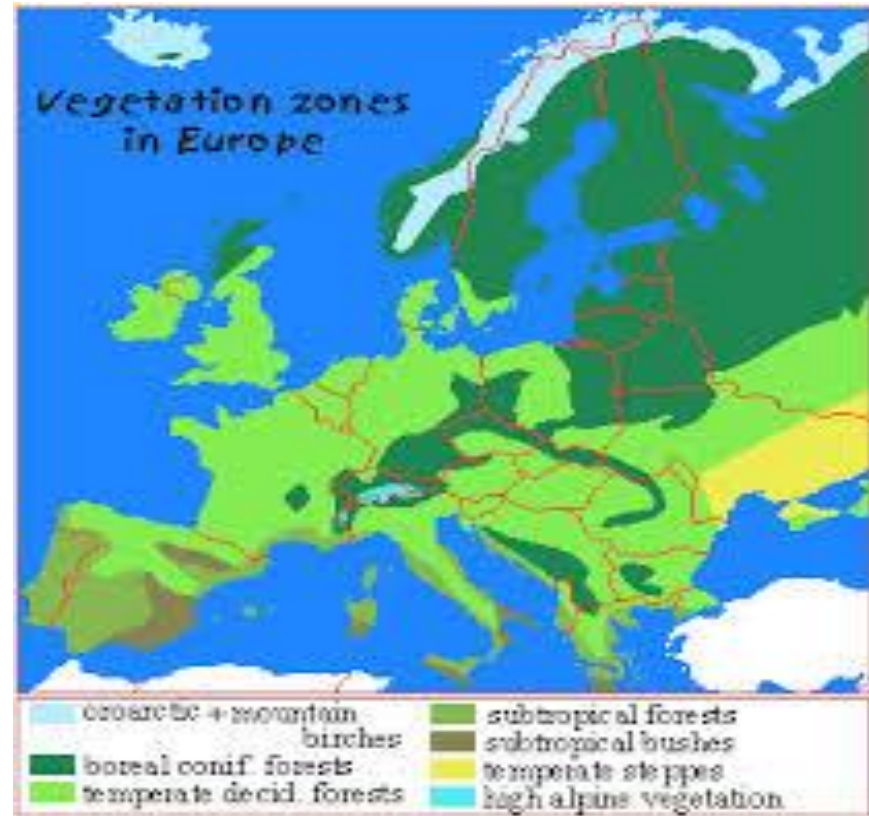 Vegetation zones
in Europe
oroarctic + mountain
birches
boreal conif. forests
temperate decid. forests
subtropical forests
subtropical bushes
temperate steppes
high alpine vegetation